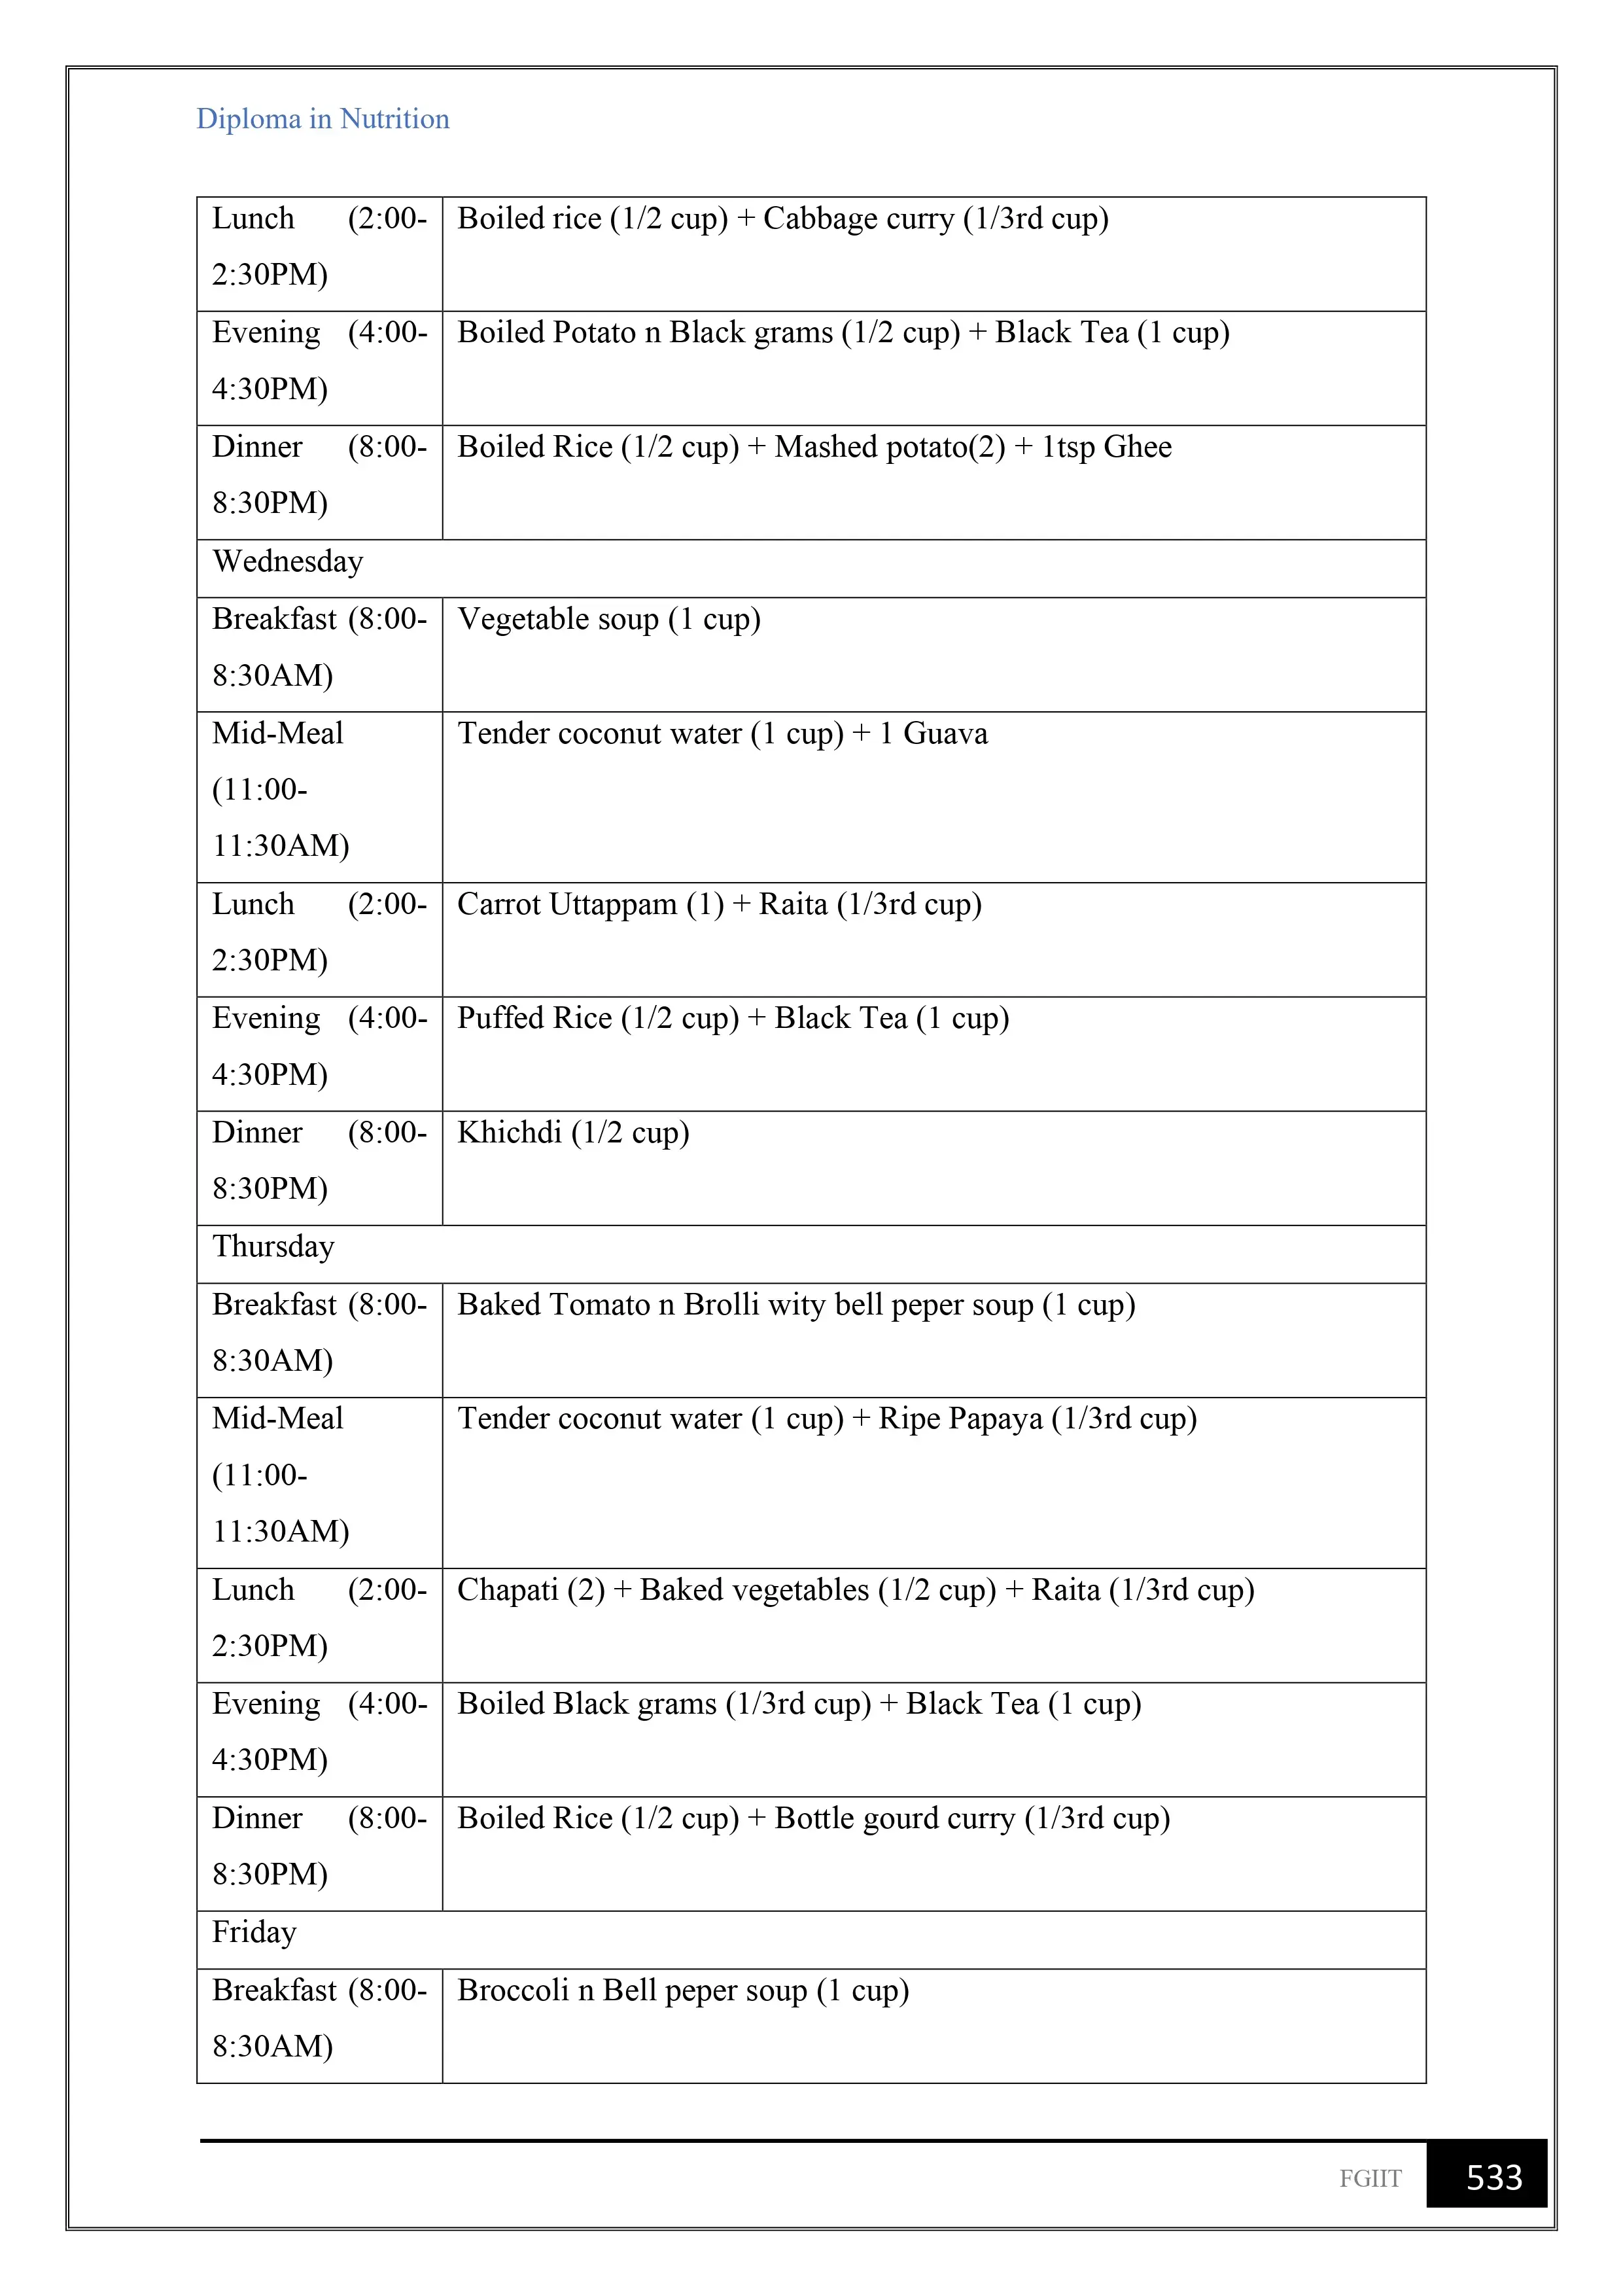 Diploma in Nutrition
Lunch (2:00-
2:30PM)
Boiled rice (1/2 cup) + Cabbage curry (1/3rd cup)
Evening (4:00-
4:30PM)
Boiled Potato n Black grams (1/2 cup) + Black Tea (1 cup)
Dinner (8:00-
8:30PM)
Boiled Rice (1/2 cup) + Mashed potato(2) + 1tsp Ghee
Wednesday
Breakfast (8:00-
8:30AM)
Vegetable soup (1 cup)
Mid-Meal
(11:00-
11:30AM)
Tender coconut water (1 cup) + 1 Guava
Lunch (2:00-
2:30PM)
Carrot Uttappam (1) + Raita (1/3rd cup)
Evening (4:00-
4:30PM)
Puffed Rice (1/2 cup) + Black Tea (1 cup)
Dinner (8:00-
8:30PM)
Khichdi (1/2 cup)
Thursday
Breakfast (8:00-
8:30AM)
Baked Tomato n Brolli wity bell peper soup (1 cup)
Mid-Meal
(11:00-
11:30AM)
Tender coconut water (1 cup) + Ripe Papaya (1/3rd cup)
Lunch (2:00-
2:30PM)
Chapati (2) + Baked vegetables (1/2 cup) + Raita (1/3rd cup)
Evening (4:00-
4:30PM)
Boiled Black grams (1/3rd cup) + Black Tea (1 cup)
Dinner (8:00-
8:30PM)
Boiled Rice (1/2 cup) + Bottle gourd curry (1/3rd cup)
Friday
Breakfast (8:00-
8:30AM)
Broccoli n Bell peper soup (1 cup)
FGIIT 533